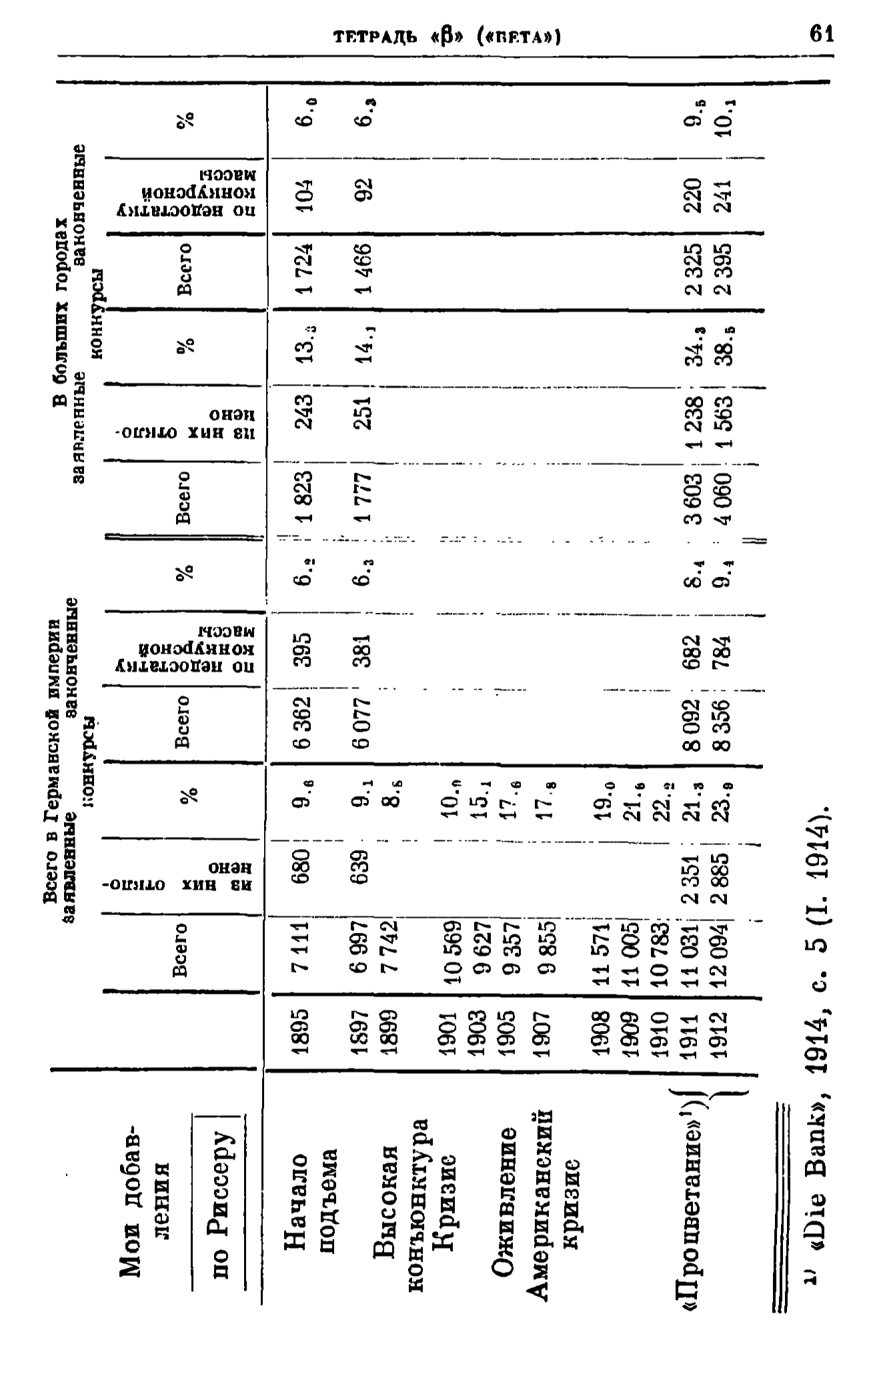 ТЕТРАДЬ «β» («БЕТА») 61
Мои добав-
ления
по Риссеру
Всего в Германской империи
заявленные законченные
конкурсы
В больших городах
заявленные законченные
конкурсы
Всего из них отклонено % Всего по недостатку конкурсной массы % Всего из них отклонено % Всего по недостатку конкурсной массы %
Начало
подъема
1895 7 111 680 9.6 6 362 395 6.2 1 823 243 13.3 1 724 104 6.0
1897 6 997 639 9.1 6 077 381 6.3 1 777 251 14.1 1 466 92 6.3
Высокая
конъюнктура
1899 7 742 8.5
Кризис
1901 10 569 10.0
1903 9 627 15.1
Оживление
1905 9 357 17.6
Американский
кризис
1907 9 855 17.8
1908 11 571 19.0
1909 11 005 21.6
1910 10 783 22.2
«Процветание»¹)
1911 11 031 2 351 21.3 8 092 682 8.4 3 603 1 238 34.3 2 325 220 9.5
1912 12 094 2 885 23.9 8 356 784 9.4 4 060 1 563 38.5 2 395 241 10.1
¹) «Die Bank», 1914, с. 5 (I. 1914).